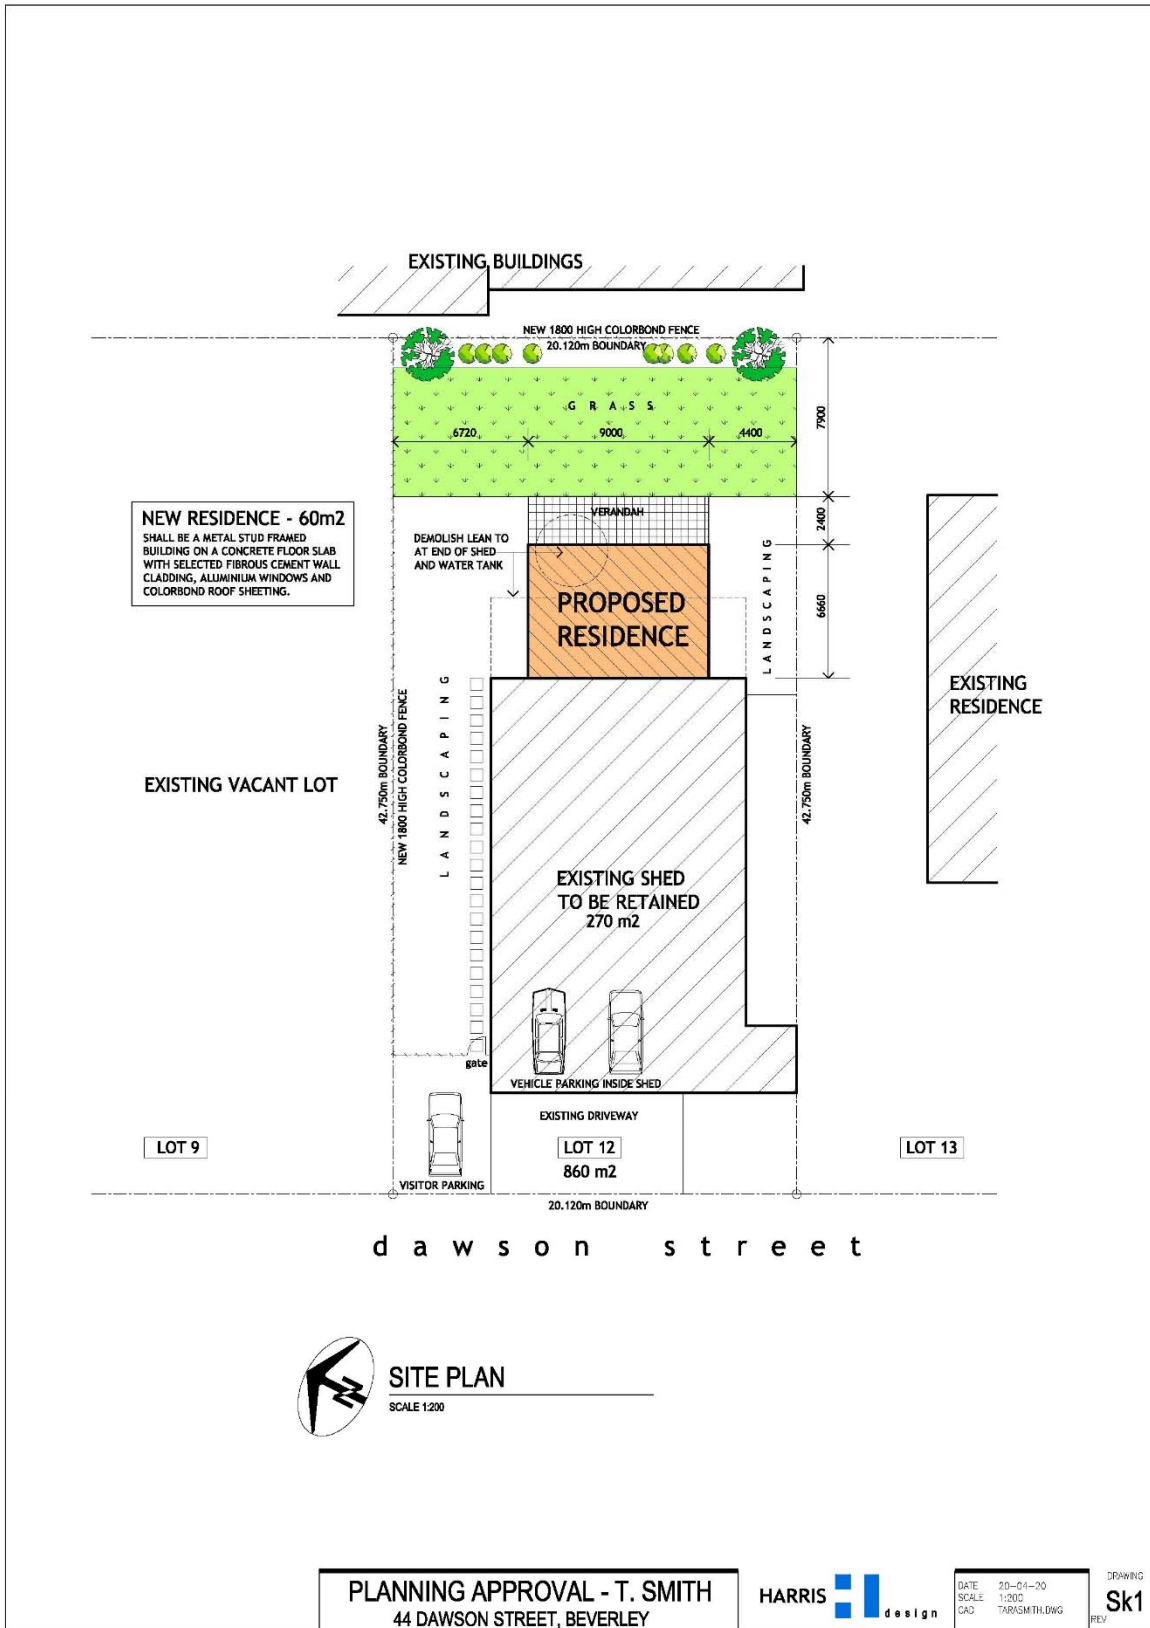 EXISTING BUILDINGS
NEW 1800 HIGH COLORBOND FENCE
20.120m BOUNDARY
G R A S S
6720
9000
4400
7900
2400
6660
VERANDAH
NEW RESIDENCE - 60m2
SHALL BE A METAL STUD FRAMED
BUILDING ON A CONCRETE FLOOR SLAB
WITH SELECTED FIBROUS CEMENT WALL
CLADDING, ALUMINIUM WINDOWS AND
COLORBOND ROOF SHEETING.
DEMOLISH LEAN TO
AT END OF SHED
AND WATER TANK
PROPOSED
RESIDENCE
LANDSCAPING
EXISTING
RESIDENCE
LANDSCAPING
42.750m BOUNDARY
NEW 1800 HIGH COLORBOND FENCE
42.750m BOUNDARY
EXISTING VACANT LOT
EXISTING SHED
TO BE RETAINED
270 m2
gate
VEHICLE PARKING INSIDE SHED
EXISTING DRIVEWAY
LOT 9
LOT 12
LOT 13
860 m2
VISITOR PARKING
20.120m BOUNDARY
dawson street
N
SITE PLAN
SCALE 1:200
PLANNING APPROVAL - T. SMITH
44 DAWSON STREET, BEVERLEY
HARRIS
design
DATE 20-04-20
SCALE 1:200
CAD TARASMITH.DWG
DRAWING
Sk1
REV